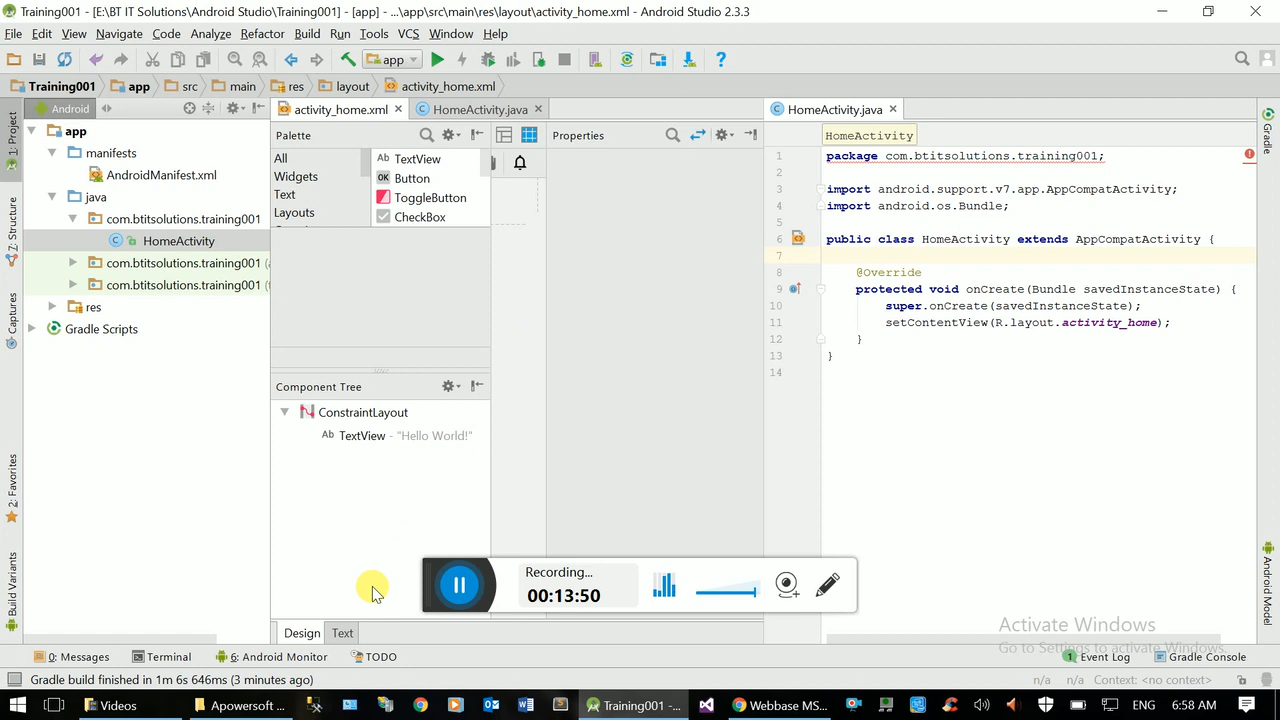 Training001 - [E:\BT IT Solutions\Android Studio\Training001] - [app] - ...\app\src\main\res\layout\activity_home.xml - Android Studio 2.3.3
File Edit View Navigate Code Analyze Refactor Build Run Tools VCS Window Help
app
Training001 app src main res layout activity_home.xml
1: Project
Z: Structure
Captures
2: Favorites
Build Variants
Android
app
manifests
AndroidManifest.xml
java
com.btitsolutions.training001
HomeActivity
com.btitsolutions.training001 (
com.btitsolutions.training001 (
res
Gradle Scripts
activity_home.xml HomeActivity.java
Palette
All
Widgets
Text
Layouts
Ab TextView
OK Button
ToggleButton
CheckBox
Properties
Component Tree
ConstraintLayout
Ab TextView - "Hello World!"
Design Text
HomeActivity.java
HomeActivity
1 package com.btitsolutions.training001;
2
3 import android.support.v7.app.AppCompatActivity;
4 import android.os.Bundle;
5
6 public class HomeActivity extends AppCompatActivity {
7
8 @Override
9 protected void onCreate(Bundle savedInstanceState) {
10 super.onCreate(savedInstanceState);
11 setContentView(R.layout.activity_home);
12 }
13 }
14
Gradle
Android Model
Recording...
00:13:50
Activate Windows
Go to Settings to activate Windows.
0: Messages Terminal 6: Android Monitor TODO 1 Event Log Gradle Console
Gradle build finished in 1m 6s 646ms (3 minutes ago) n/a n/a Context: <no context>
Videos Apowersoft ... Training001 -... Webbase MS... ENG 6:58 AM